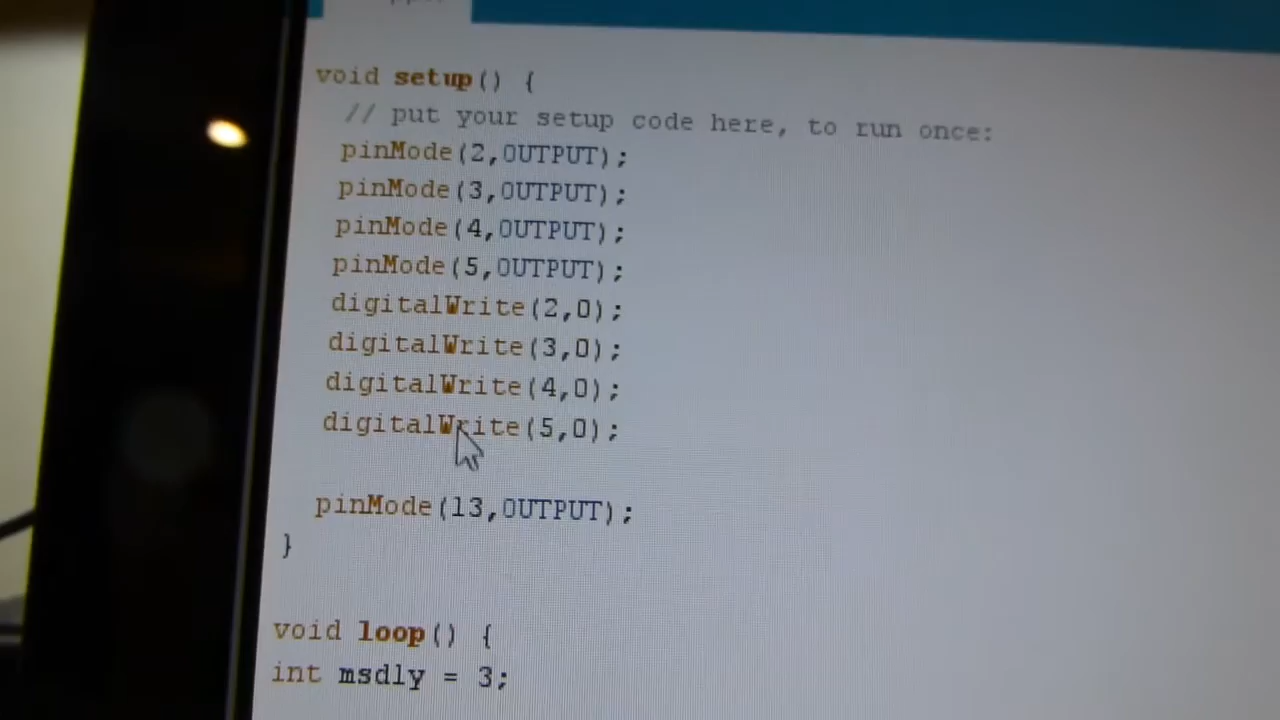 void setup() {
// put your setup code here, to run once:
pinMode(2,OUTPUT);
pinMode(3,OUTPUT);
pinMode(4,OUTPUT);
pinMode(5,OUTPUT);
digitalWrite(2,0);
digitalWrite(3,0);
digitalWrite(4,0);
digitalWrite(5,0);
pinMode(13,OUTPUT);
}
void loop() {
int msdly = 3;